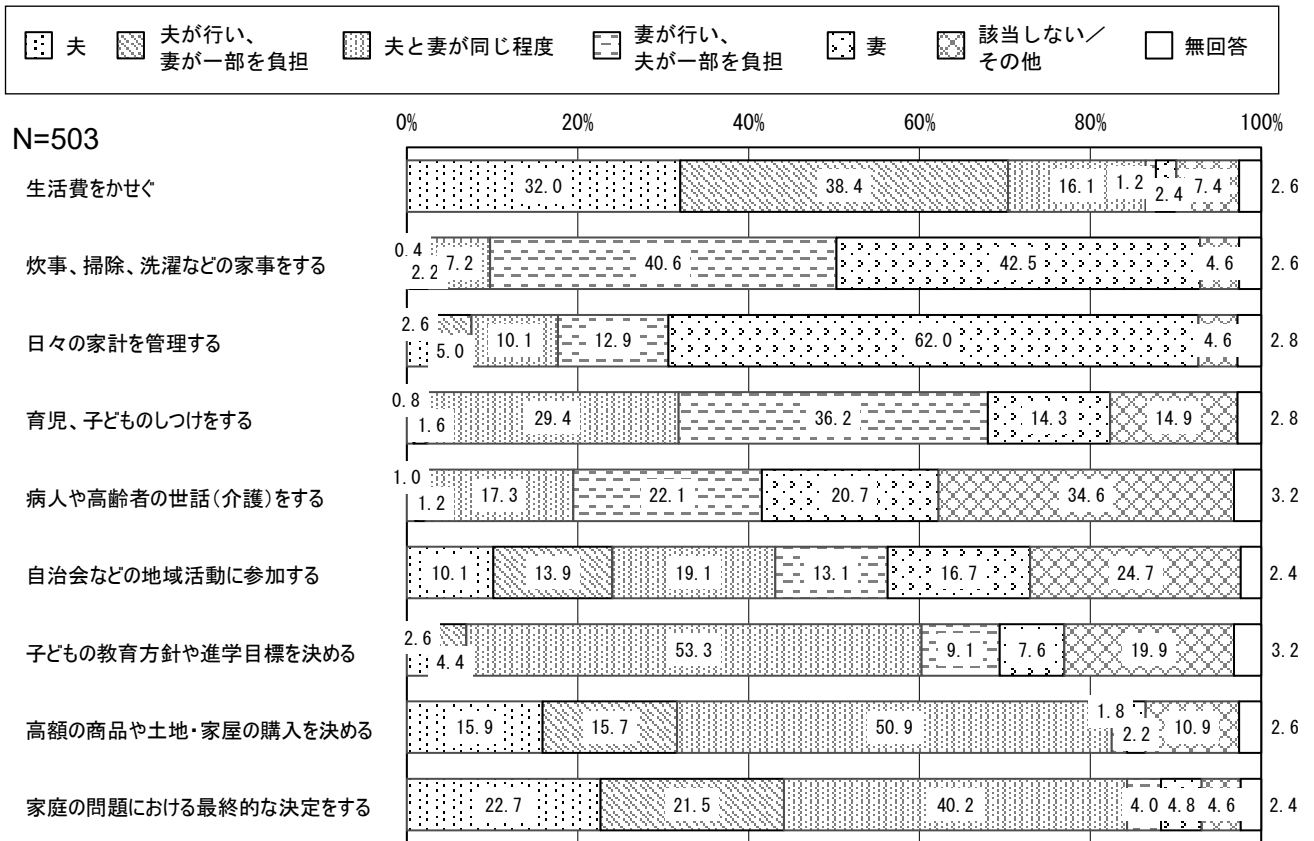 夫
夫が行い、
妻が一部を負担
夫と妻が同じ程度
妻が行い、
夫が一部を負担
妻
該当しない／
その他
無回答
N=503
0% 20% 40% 60% 80% 100%
生活費をかせぐ 32.0 38.4 16.1 1.2 2.4 7.4 2.6
炊事、掃除、洗濯などの家事をする 0.4 2.2 7.2 40.6 42.5 4.6 2.6
日々の家計を管理する 2.6 5.0 10.1 12.9 62.0 4.6 2.8
育児、子どものしつけをする 0.8 1.6 29.4 36.2 14.3 14.9 2.8
病人や高齢者の世話（介護）をする 1.0 1.2 17.3 22.1 20.7 34.6 3.2
自治会などの地域活動に参加する 10.1 13.9 19.1 13.1 16.7 24.7 2.4
子どもの教育方針や進学目標を決める 2.6 4.4 53.3 9.1 7.6 19.9 3.2
高額の商品や土地・家屋の購入を決める 15.9 15.7 50.9 1.8 2.2 10.9 2.6
家庭の問題における最終的な決定をする 22.7 21.5 40.2 4.0 4.8 4.6 2.4